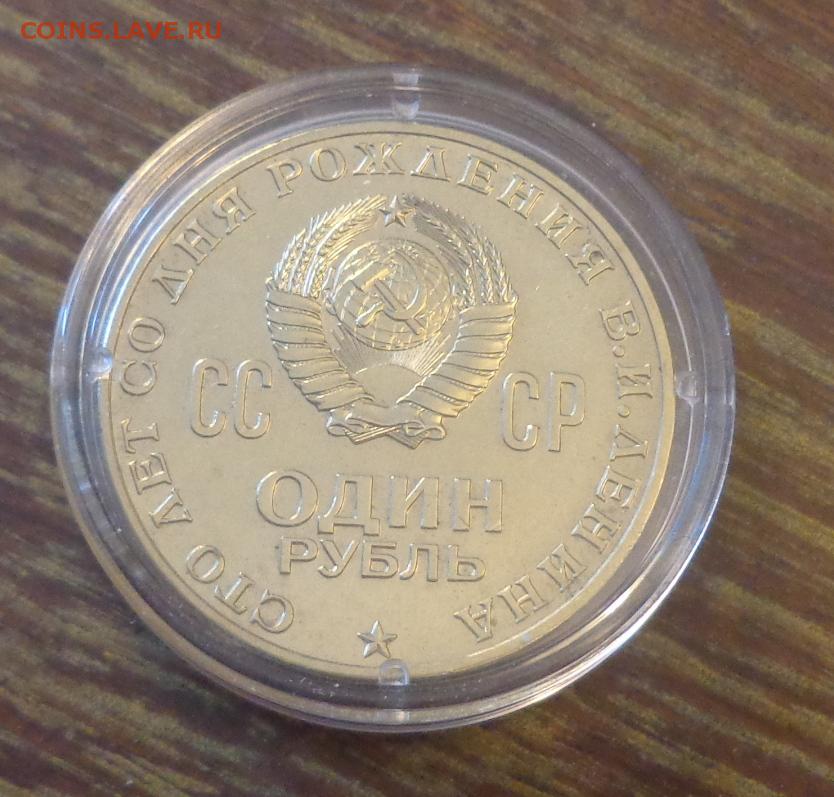 COINS.LAVE.RU
СТО ЛЕТ СО ДНЯ РОЖДЕНИЯ В.И.ЛЕНИНА
СС СР
ОДИН
РУБЛЬ